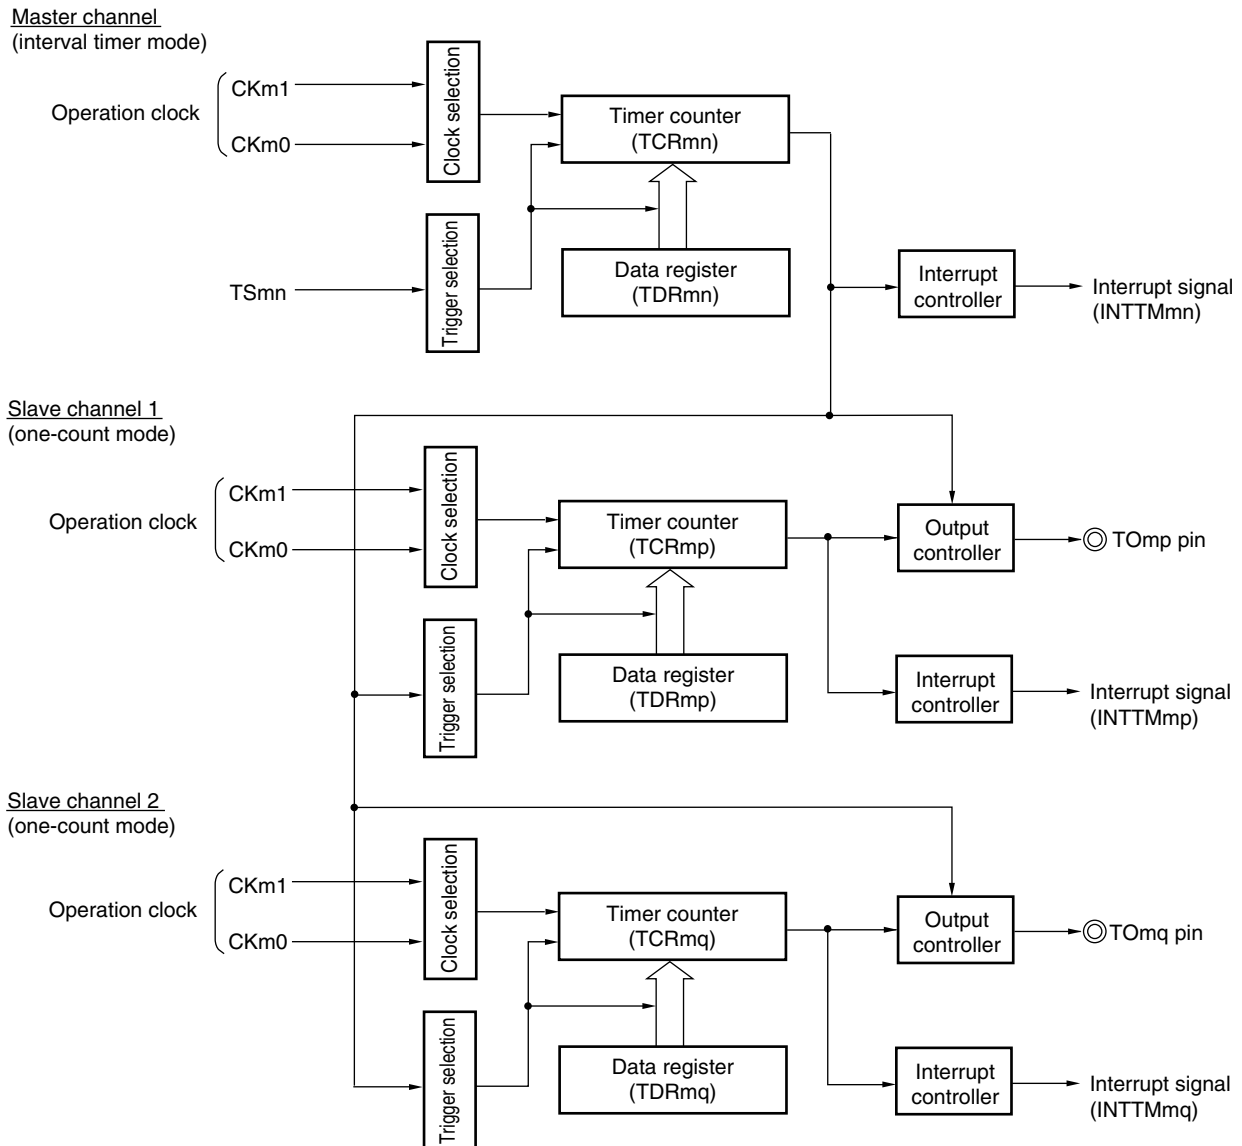 Master channel
(interval timer mode)
Operation clock
CKm1
CKm0
Clock selection
Timer counter
(TCRmn)
TSmn
Trigger selection
Data register
(TDRmn)
Interrupt
controller
Interrupt signal
(INTTMmn)
Slave channel 1
(one-count mode)
Operation clock
CKm1
CKm0
Clock selection
Timer counter
(TCRmp)
Output
controller
TOmp pin
Trigger selection
Data register
(TDRmp)
Interrupt
controller
Interrupt signal
(INTTMmp)
Slave channel 2
(one-count mode)
Operation clock
CKm1
CKm0
Clock selection
Timer counter
(TCRmq)
Output
controller
TOmq pin
Trigger selection
Data register
(TDRmq)
Interrupt
controller
Interrupt signal
(INTTMmq)